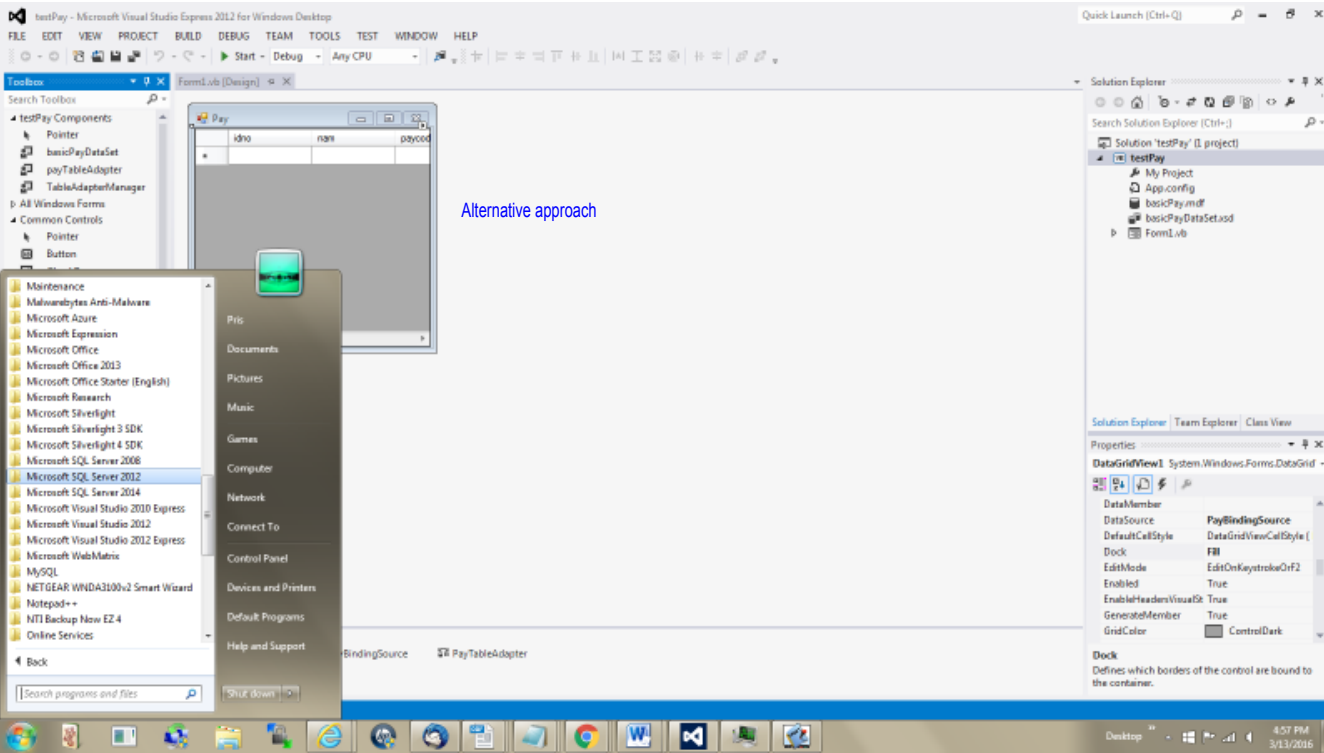 testPay - Microsoft Visual Studio Express 2012 for Windows Desktop
Quick Launch (Ctrl+Q)
FILE EDIT VIEW PROJECT BUILD DEBUG TEAM TOOLS TEST WINDOW HELP
Start Debug Any CPU
Toolbox
Search Toolbox
testPay Components
Pointer
basicPayDataSet
payTableAdapter
TableAdapterManager
All Windows Forms
Common Controls
Pointer
Button
Form1.vb [Design]
Pay
idno nam paycod
Alternative approach
Maintenance
Malwarebytes Anti-Malware
Microsoft Azure
Microsoft Expression
Microsoft Office
Microsoft Office 2013
Microsoft Office Starter (English)
Microsoft Research
Microsoft Silverlight
Microsoft Silverlight 3 SDK
Microsoft Silverlight 4 SDK
Microsoft SQL Server 2008
Microsoft SQL Server 2012
Microsoft SQL Server 2014
Microsoft Visual Studio 2010 Express
Microsoft Visual Studio 2012
Microsoft Visual Studio 2012 Express
Microsoft WebMatrix
MySQL
NETGEAR WNDA3100v2 Smart Wizard
Notepad++
NTI Backup Now EZ 4
Online Services
Back
Search programs and files
Pris
Documents
Pictures
Music
Games
Computer
Network
Connect To
Control Panel
Devices and Printers
Default Programs
Help and Support
Shut down
BindingSource PayTableAdapter
Solution Explorer
Search Solution Explorer (Ctrl+;)
Solution 'testPay' (1 project)
testPay
My Project
App.config
basicPay.mdf
basicPayDataSet.xsd
Form1.vb
Solution Explorer Team Explorer Class View
Properties
DataGridView1 System.Windows.Forms.DataGrid
DataMember
DataSource PayBindingSource
DefaultCellStyle DataGridViewCellStyle {
Dock Fill
EditMode EditOnKeystrokeOrF2
Enabled True
EnableHeadersVisualSt True
GenerateMember True
GridColor ControlDark
Dock
Defines which borders of the control are bound to
the container.
Desktop
4:57 PM
3/13/2016